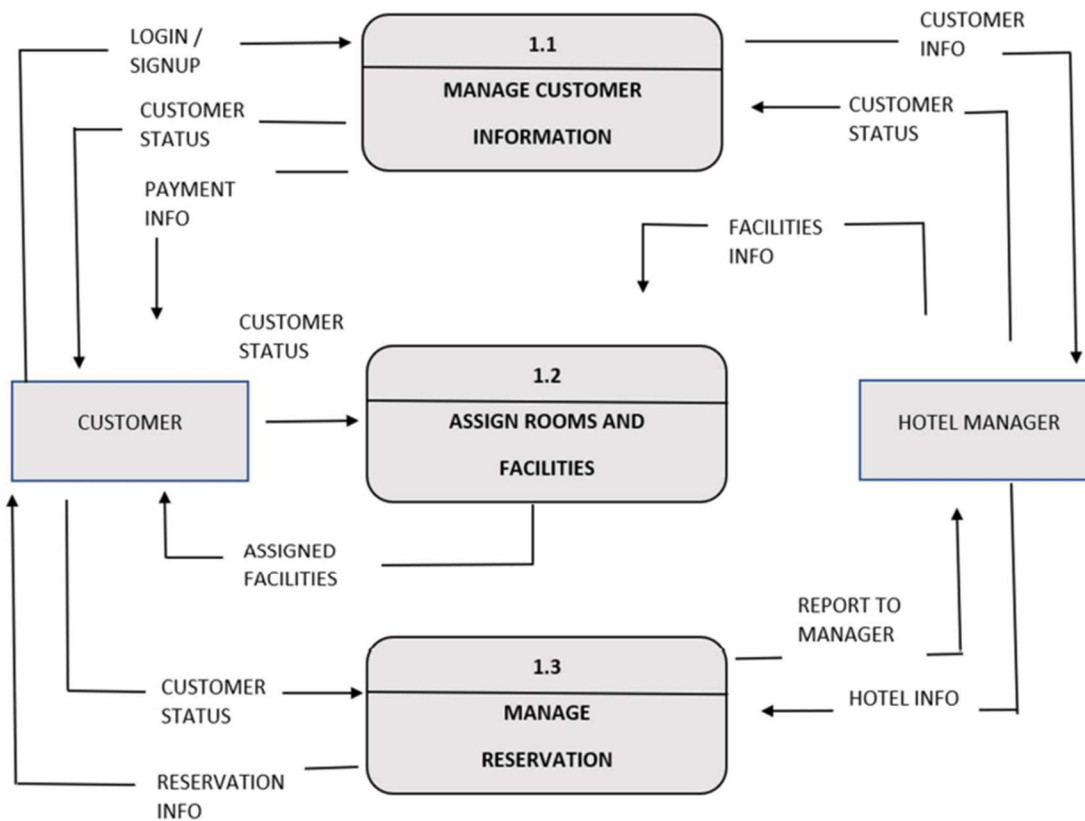 LOGIN /
SIGNUP
1.1
MANAGE CUSTOMER
INFORMATION
CUSTOMER
INFO
CUSTOMER
STATUS
CUSTOMER
STATUS
PAYMENT
INFO
FACILITIES
INFO
CUSTOMER
STATUS
1.2
ASSIGN ROOMS AND
FACILITIES
CUSTOMER
HOTEL MANAGER
ASSIGNED
FACILITIES
REPORT TO
MANAGER
1.3
MANAGE
RESERVATION
CUSTOMER
STATUS
HOTEL INFO
RESERVATION
INFO